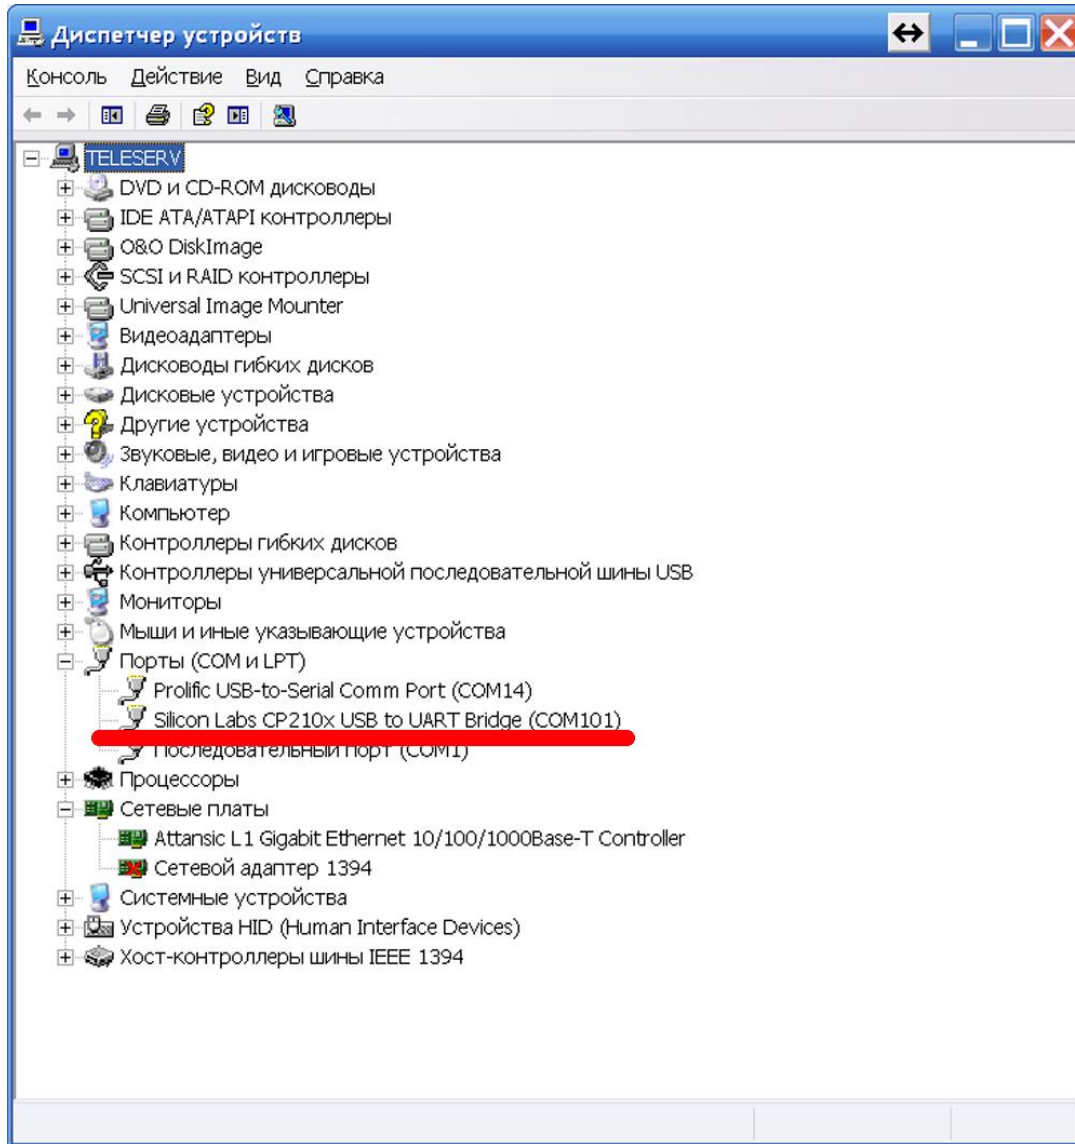 Диспетчер устройств
Консоль Действие Вид Справка
TELESERV
DVD и CD-ROM дисководы
IDE ATA/ATAPI контроллеры
O&O DiskImage
SCSI и RAID контроллеры
Universal Image Mounter
Видеоадаптеры
Дисководы гибких дисков
Дисковые устройства
Другие устройства
Звуковые, видео и игровые устройства
Клавиатуры
Компьютер
Контроллеры гибких дисков
Контроллеры универсальной последовательной шины USB
Мониторы
Мыши и иные указывающие устройства
Порты (COM и LPT)
Prolific USB-to-Serial Comm Port (COM14)
Silicon Labs CP210x USB to UART Bridge (COM101)
Последовательный порт (COM1)
Процессоры
Сетевые платы
Attansic L1 Gigabit Ethernet 10/100/1000Base-T Controller
Сетевой адаптер 1394
Системные устройства
Устройства HID (Human Interface Devices)
Хост-контроллеры шины IEEE 1394